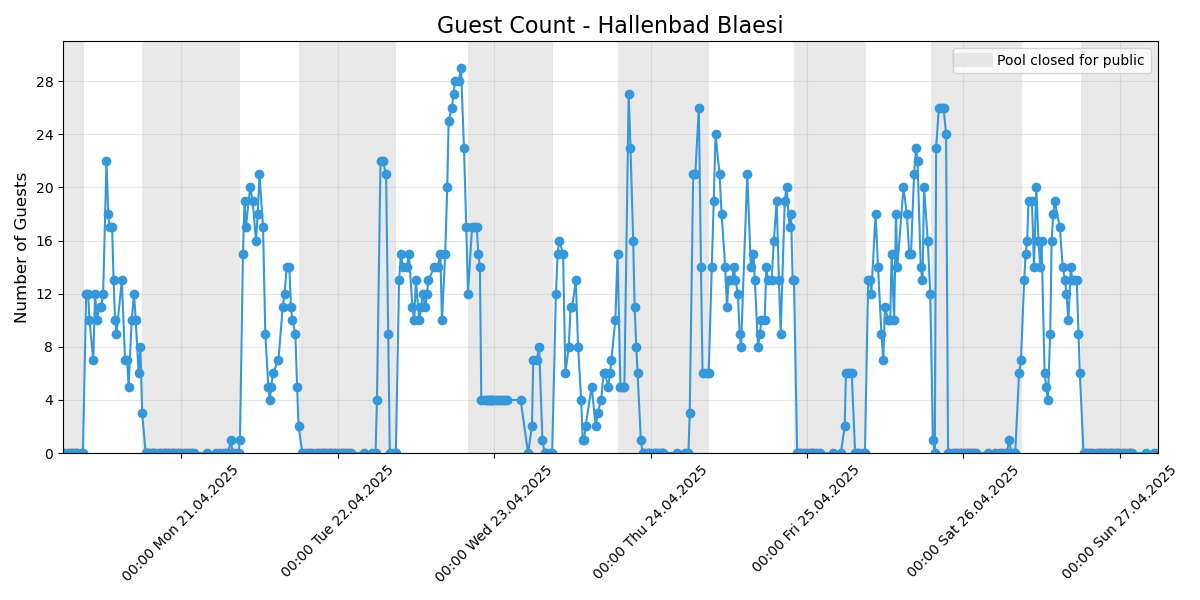 Guest Count - Hallenbad Blaesi
Pool closed for public
Number of Guests
28
24
20
16
12
8
4
0
00:00 Mon 21.04.2025
00:00 Tue 22.04.2025
00:00 Wed 23.04.2025
00:00 Thu 24.04.2025
00:00 Fri 25.04.2025
00:00 Sat 26.04.2025
00:00 Sun 27.04.2025